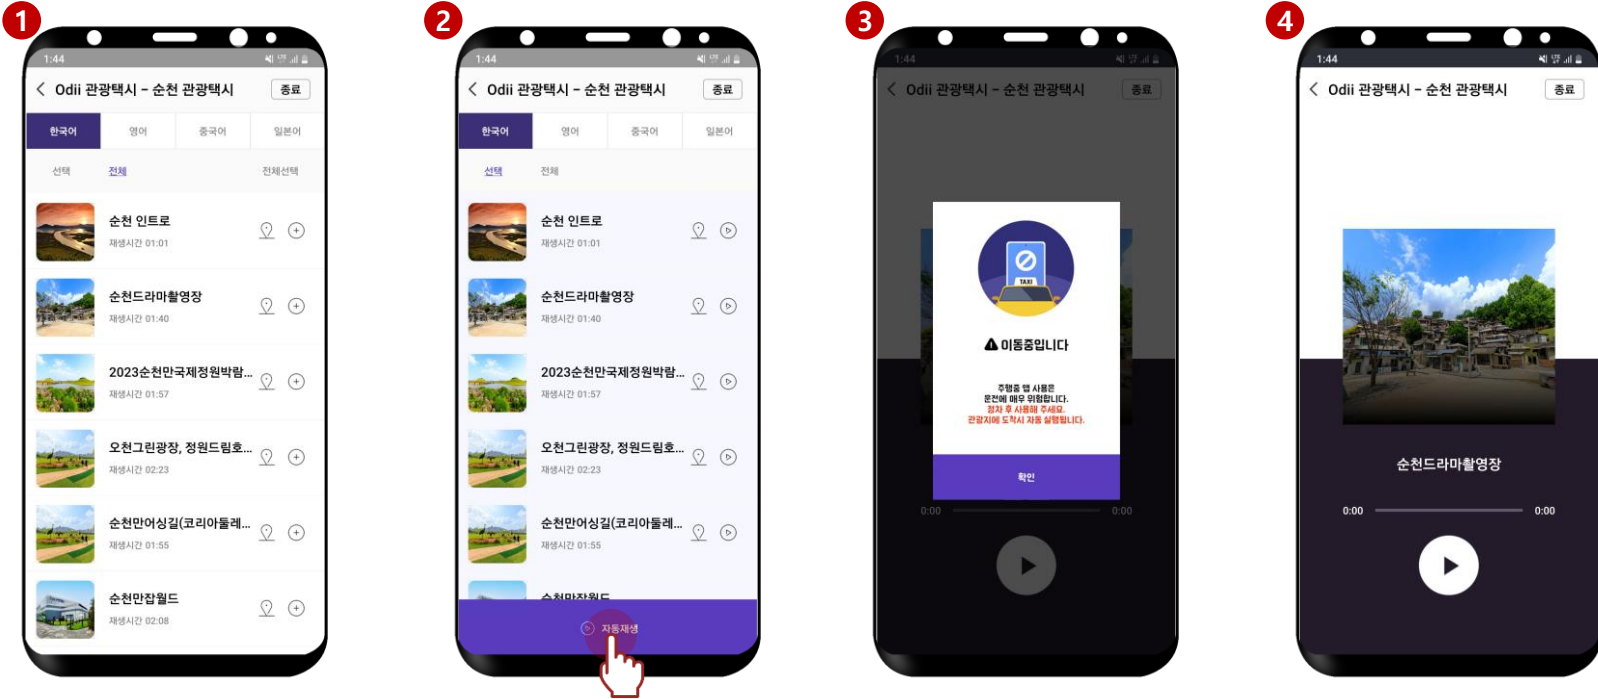 1
1:44
Odii 관광택시 - 순천 관광택시
종료
한국어 영어 중국어 일본어
선택 전체 전체선택
순천 인트로
재생시간 01:01
순천드라마촬영장
재생시간 01:40
2023순천만국제정원박람...
재생시간 01:57
오천그린광장, 정원드림호...
재생시간 02:23
순천만어싱길(코리아둘레...
재생시간 01:55
순천만잡월드
재생시간 02:08
2
1:44
Odii 관광택시 - 순천 관광택시
종료
한국어 영어 중국어 일본어
선택 전체
순천 인트로
재생시간 01:01
순천드라마촬영장
재생시간 01:40
2023순천만국제정원박람...
재생시간 01:57
오천그린광장, 정원드림호...
재생시간 02:23
순천만어싱길(코리아둘레...
재생시간 01:55
순천만잡월드
자동재생
3
1:44
Odii 관광택시 - 순천 관광택시
종료
TAXI
이동중입니다
주행중 앱 사용은
운전에 매우 위험합니다.
정차 후 사용해 주세요.
관광지에 도착시 자동 실행됩니다.
확인
0:00 0:00
4
1:44
Odii 관광택시 - 순천 관광택시
종료
순천드라마촬영장
0:00 0:00